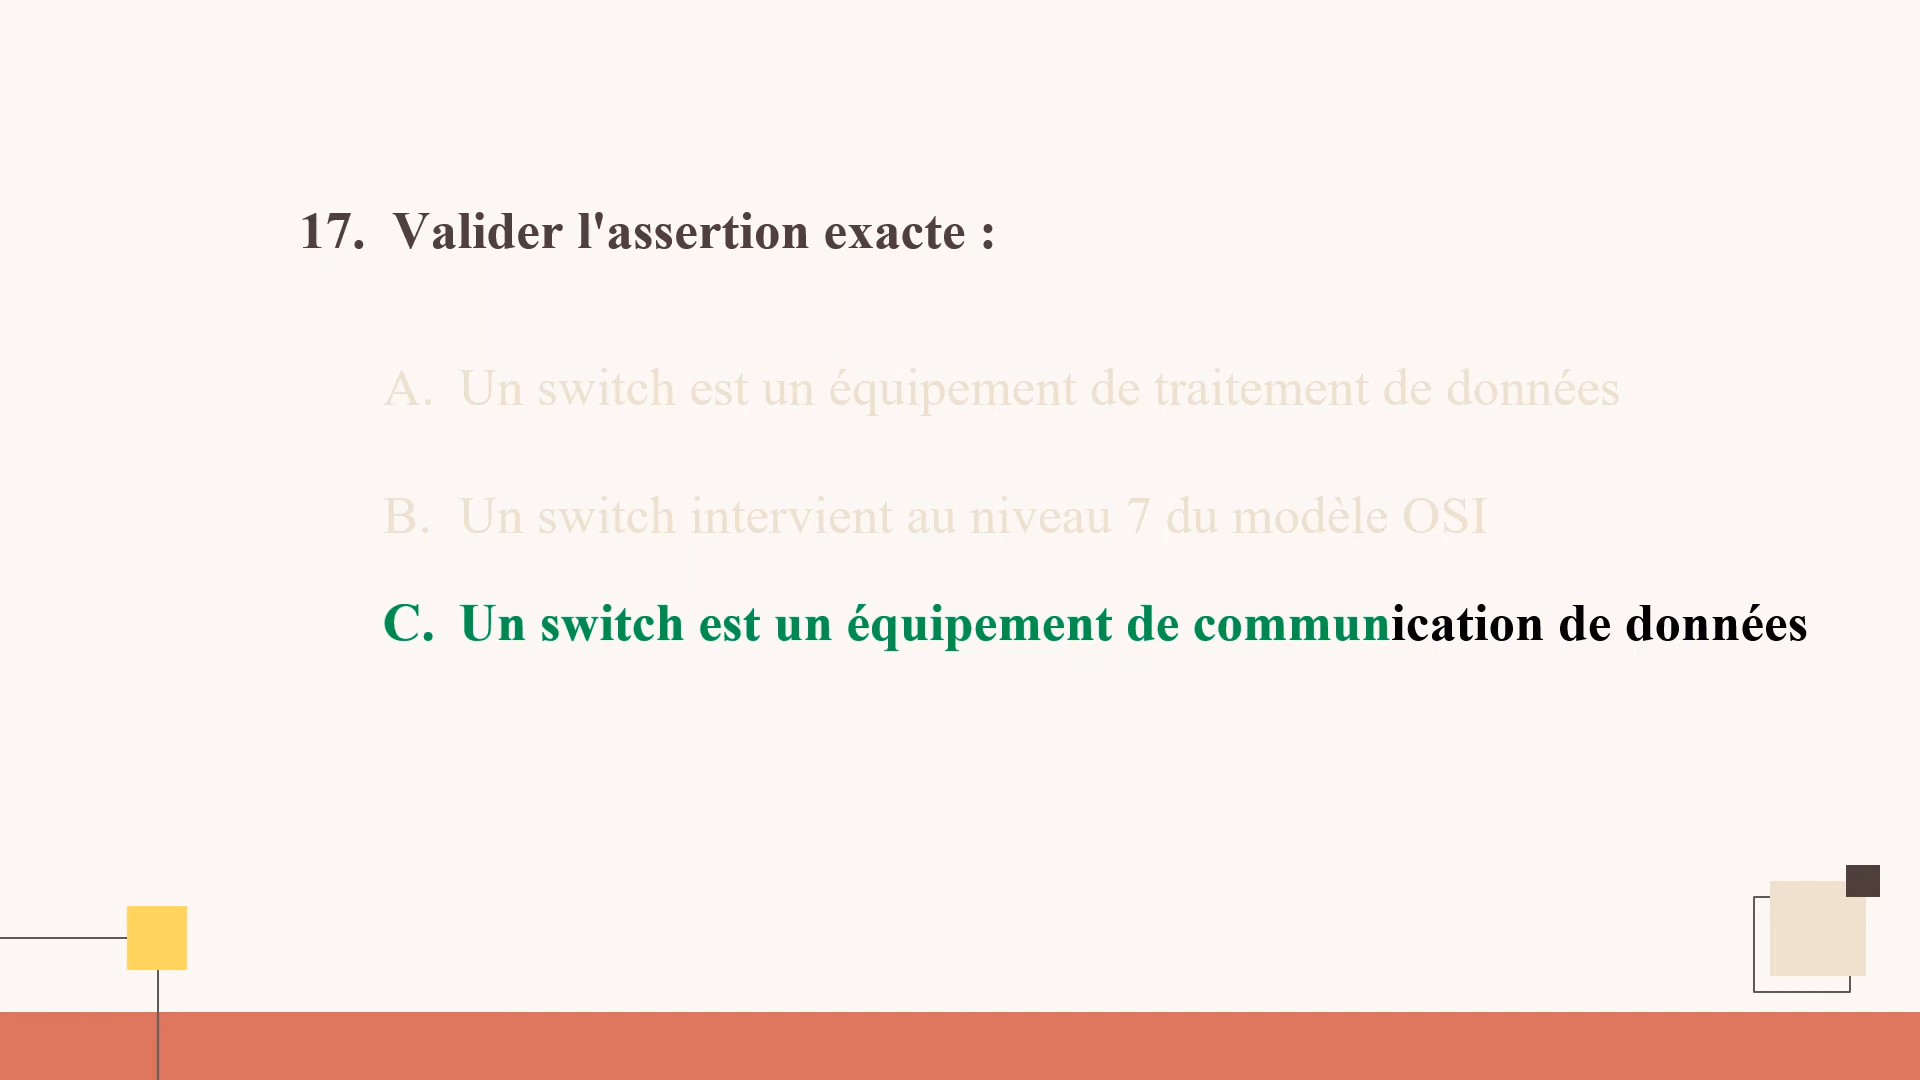 17. Valider l'assertion exacte :
A. Un switch est un équipement de traitement de données
B. Un switch intervient au niveau 7 du modèle OSI
C. Un switch est un équipement de communication de données